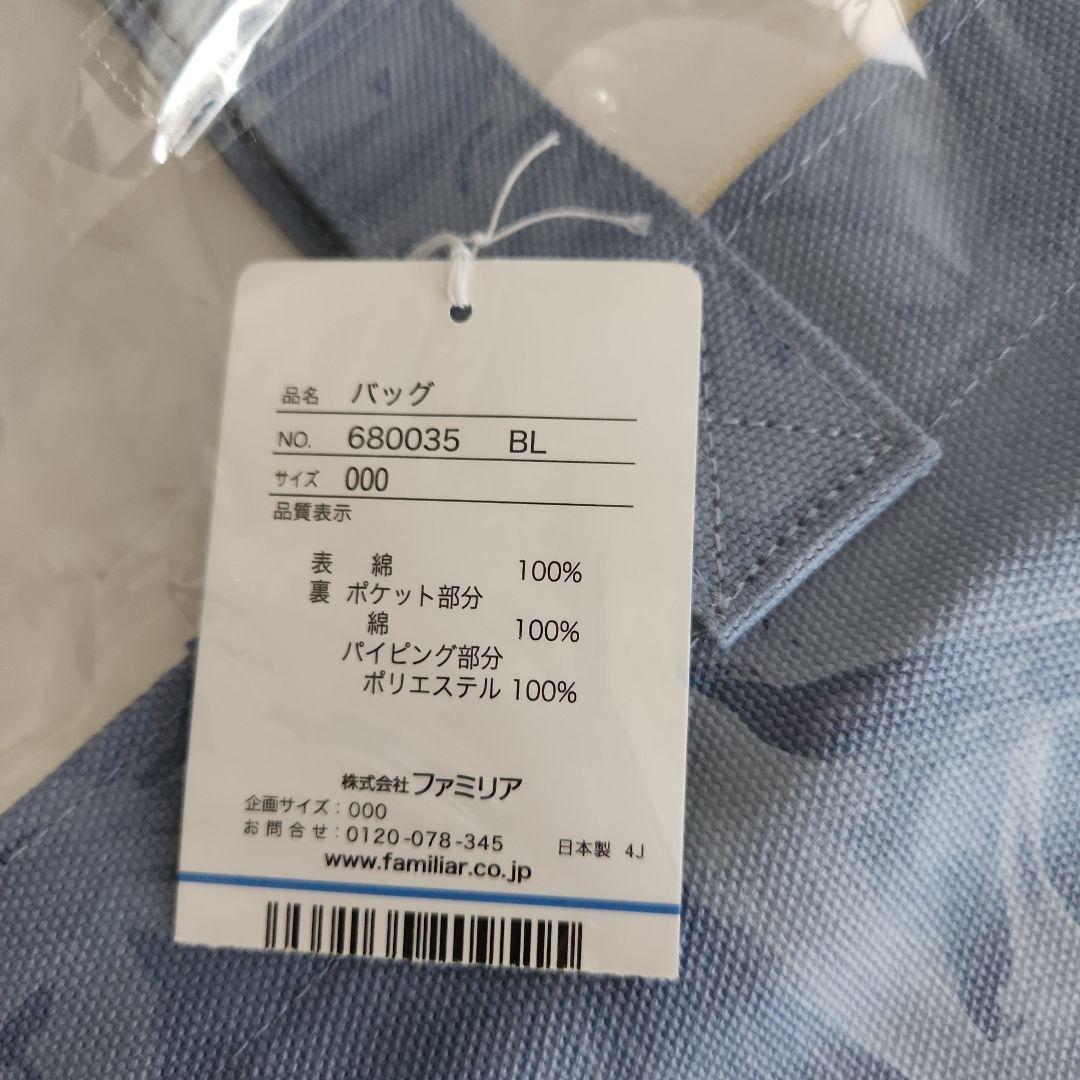 品名 バッグ
NO. 680035 BL
サイズ 000
品質表示
表 綿 100%
裏 ポケット部分
綿 100%
パイピング部分
ポリエステル 100%
株式会社ファミリア
企画サイズ：000
お問合せ：0120-078-345 日本製 4J
www.familiar.co.jp